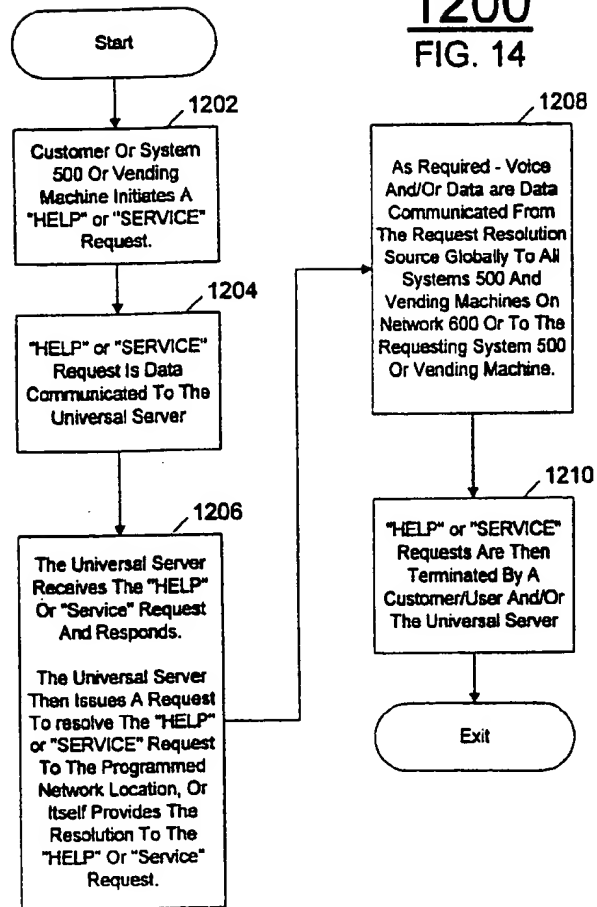 1200
FIG. 14
Start
1202
Customer Or System
500 Or Vending
Machine Initiates A
"HELP" or "SERVICE"
Request.
1204
"HELP" or "SERVICE"
Request Is Data
Communicated To The
Universal Server
1206
The Universal Server
Receives The "HELP"
Or "Service" Request
And Responds.
The Universal Server
Then Issues A Request
To resolve The "HELP"
or "SERVICE" Request
To The Programmed
Network Location, Or
Itself Provides The
Resolution To The
"HELP" Or "Service"
Request.
1208
As Required - Voice
And/Or Data are Data
Communicated From
The Request Resolution
Source Globally To All
Systems 500 And
Vending Machines On
Network 600 Or To The
Requesting System 500
Or Vending Machine.
1210
"HELP" or "SERVICE"
Requests Are Then
Terminated By A
Customer/User And/Or
The Universal Server
Exit